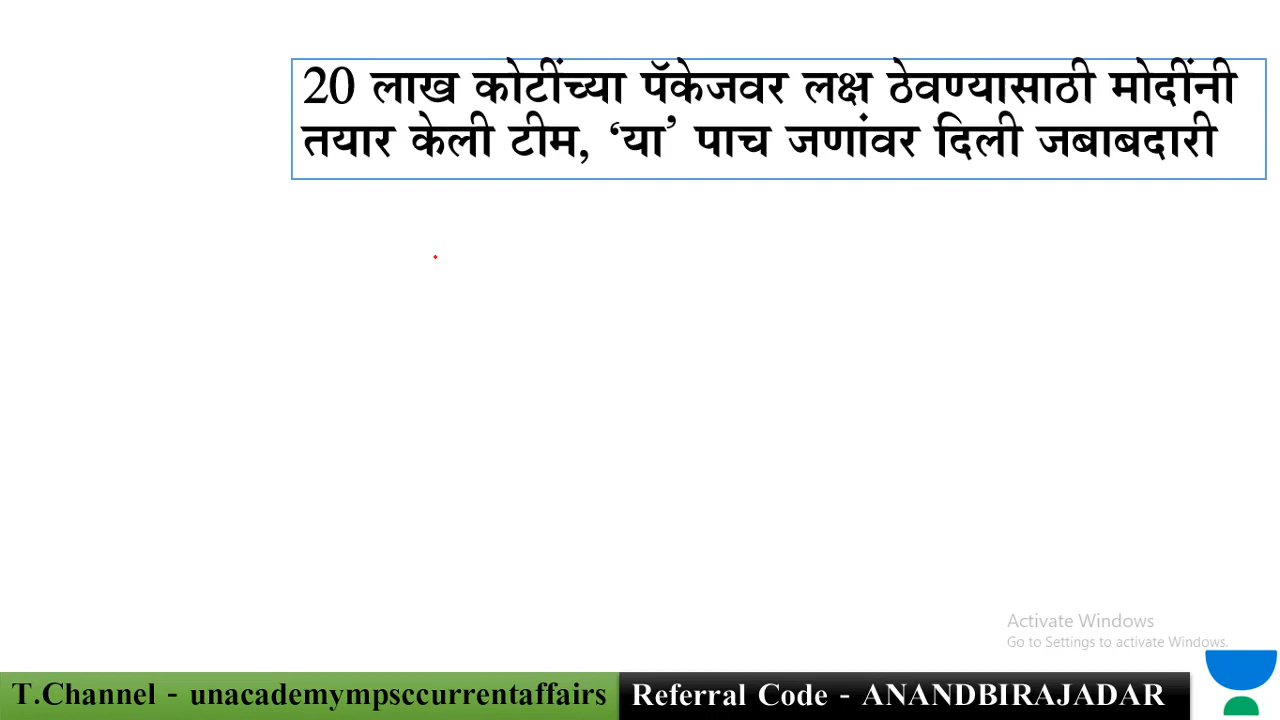 20 लाख कोटींच्या पॅकेजवर लक्ष ठेवण्यासाठी मोदींनी
तयार केली टीम, ‘या’ पाच जणांवर दिली जबाबदारी
Activate Windows
Go to Settings to activate Windows.
T.Channel - unacademympsccurrentaffairs
Referral Code - ANANDBIRAJADAR